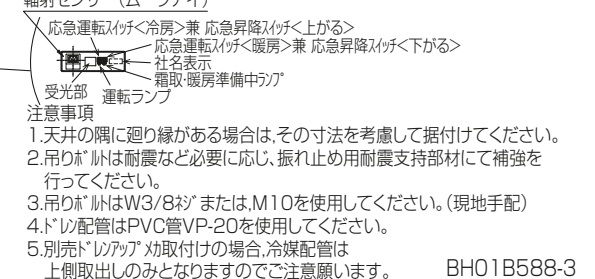 輻射センサー（ムーブアイ）
応急運転ｽｲｯﾁ<冷房>兼 応急昇降ｽｲｯﾁ<上がる>
応急運転ｽｲｯﾁ<暖房>兼 応急昇降ｽｲｯﾁ<下がる>
社名表示
霜取･暖房準備中ﾗﾝﾌﾟ
受光部
運転ランプ
注意事項
1.天井の隅に廻り縁がある場合は,その寸法を考慮して据付けてください。
2.吊りﾎﾞﾙﾄは耐震など必要に応じ、振れ止め用耐震支持部材にて補強を
行ってください。
3.吊りﾎﾞﾙﾄはW3/8ﾈｼﾞまたは,M10を使用してください。(現地手配)
4.ﾄﾞﾚﾝ配管はPVC管VP-20を使用してください。
5.別売ﾄﾞﾚﾝｱｯﾌﾟﾒｶ取付けの場合,冷媒配管は
上側取出しのみとなりますのでご注意願います。
BH01B588-3